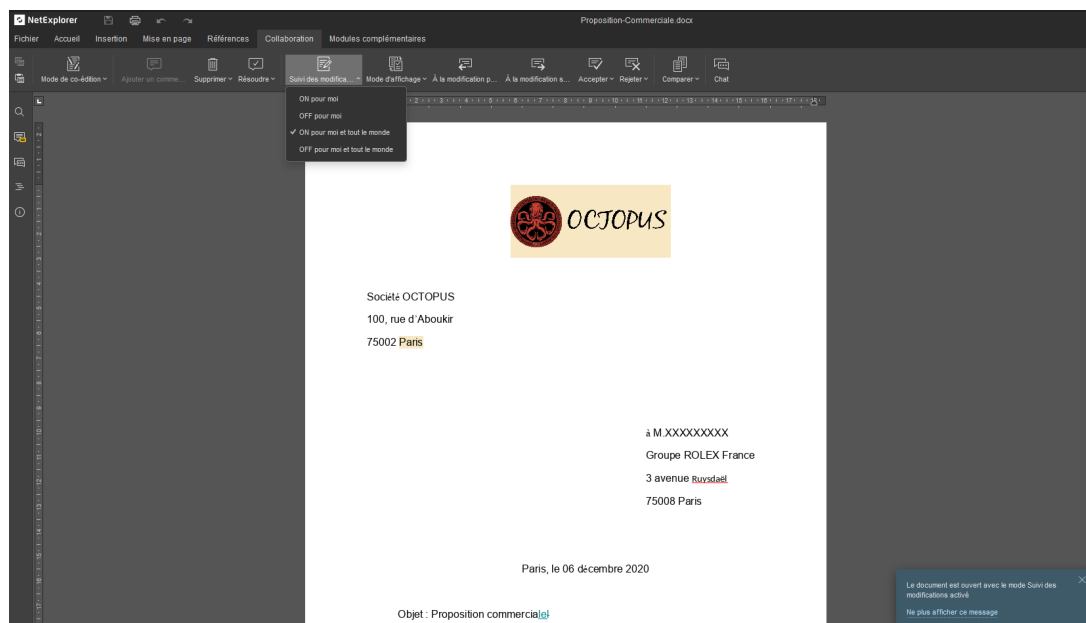 NetExplorer
Proposition-Commerciale.docx
Fichier Accueil Insertion Mise en page Références Collaboration Modules complémentaires
Mode de co-édition Ajouter un comme... Supprimer Résoudre Suivi des modifica... Mode d'affichage À la modification p... À la modification s... Accepter Rejeter Comparer Chat
ON pour moi
OFF pour moi
ON pour moi et tout le monde
OFF pour moi et tout le monde
OCTOPUS
Société OCTOPUS
100, rue d'Aboukir
75002 Paris
à M.XXXXXXXXX
Groupe ROLEX France
3 avenue Ruysdaël
75008 Paris
Paris, le 06 décembre 2020
Le document est ouvert avec le mode Suivi des
modifications activé
Ne plus afficher ce message
Objet : Proposition commerciale